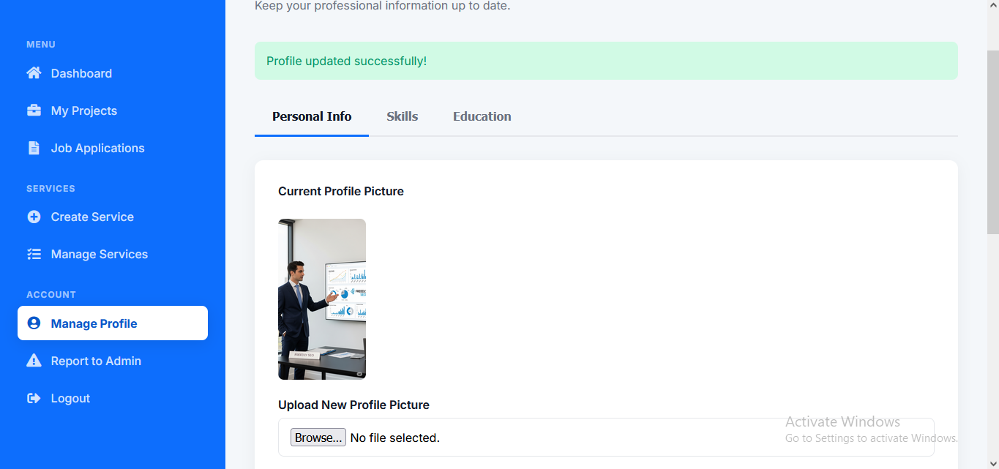 Keep your professional information up to date.
MENU
Dashboard
My Projects
Job Applications
SERVICES
Create Service
Manage Services
ACCOUNT
Manage Profile
Report to Admin
Logout
Profile updated successfully!
Personal Info Skills Education
Current Profile Picture
Upload New Profile Picture
Browse... No file selected.
Activate Windows
Go to Settings to activate Windows.